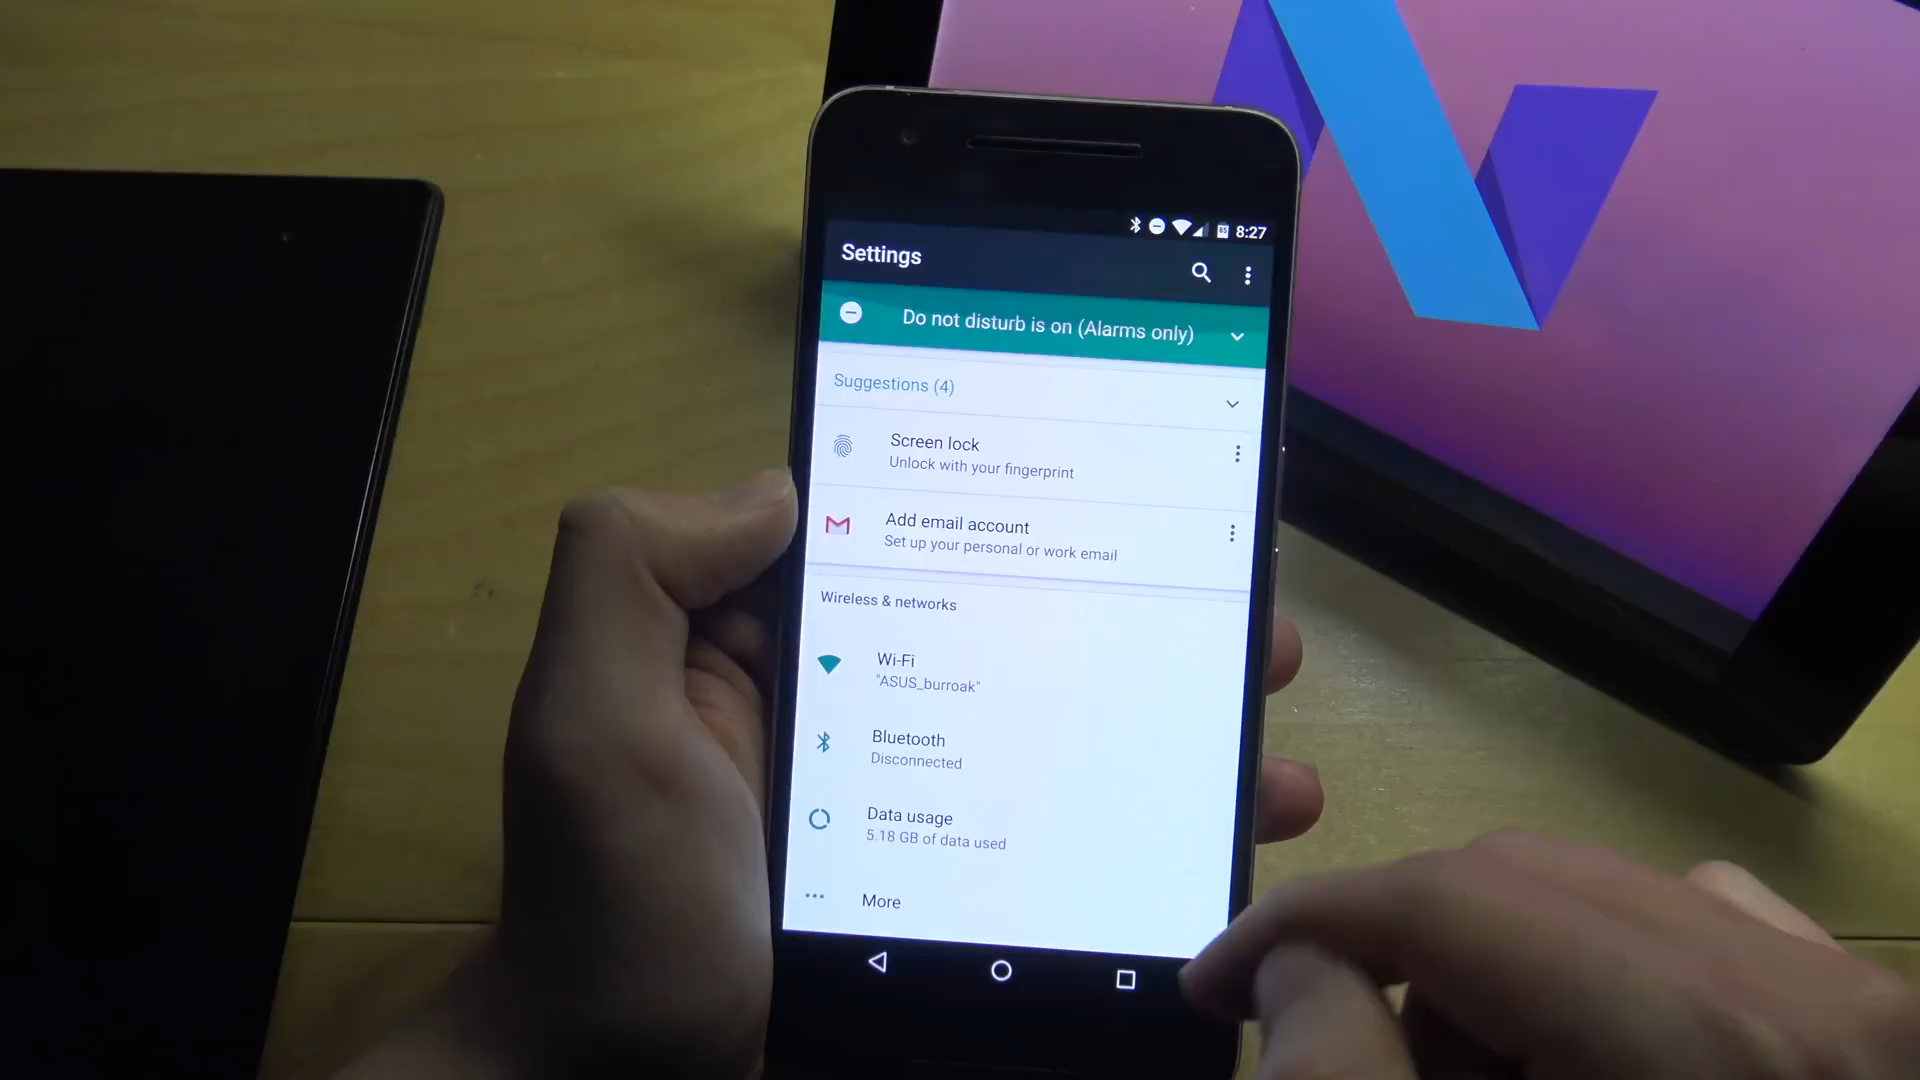 8:27
Settings
Do not disturb is on (Alarms only)
Suggestions (4)
Screen lock
Unlock with your fingerprint
Add email account
Set up your personal or work email
Wireless & networks
Wi-Fi
"ASUS_burroak"
Bluetooth
Disconnected
Data usage
5.18 GB of data used
More